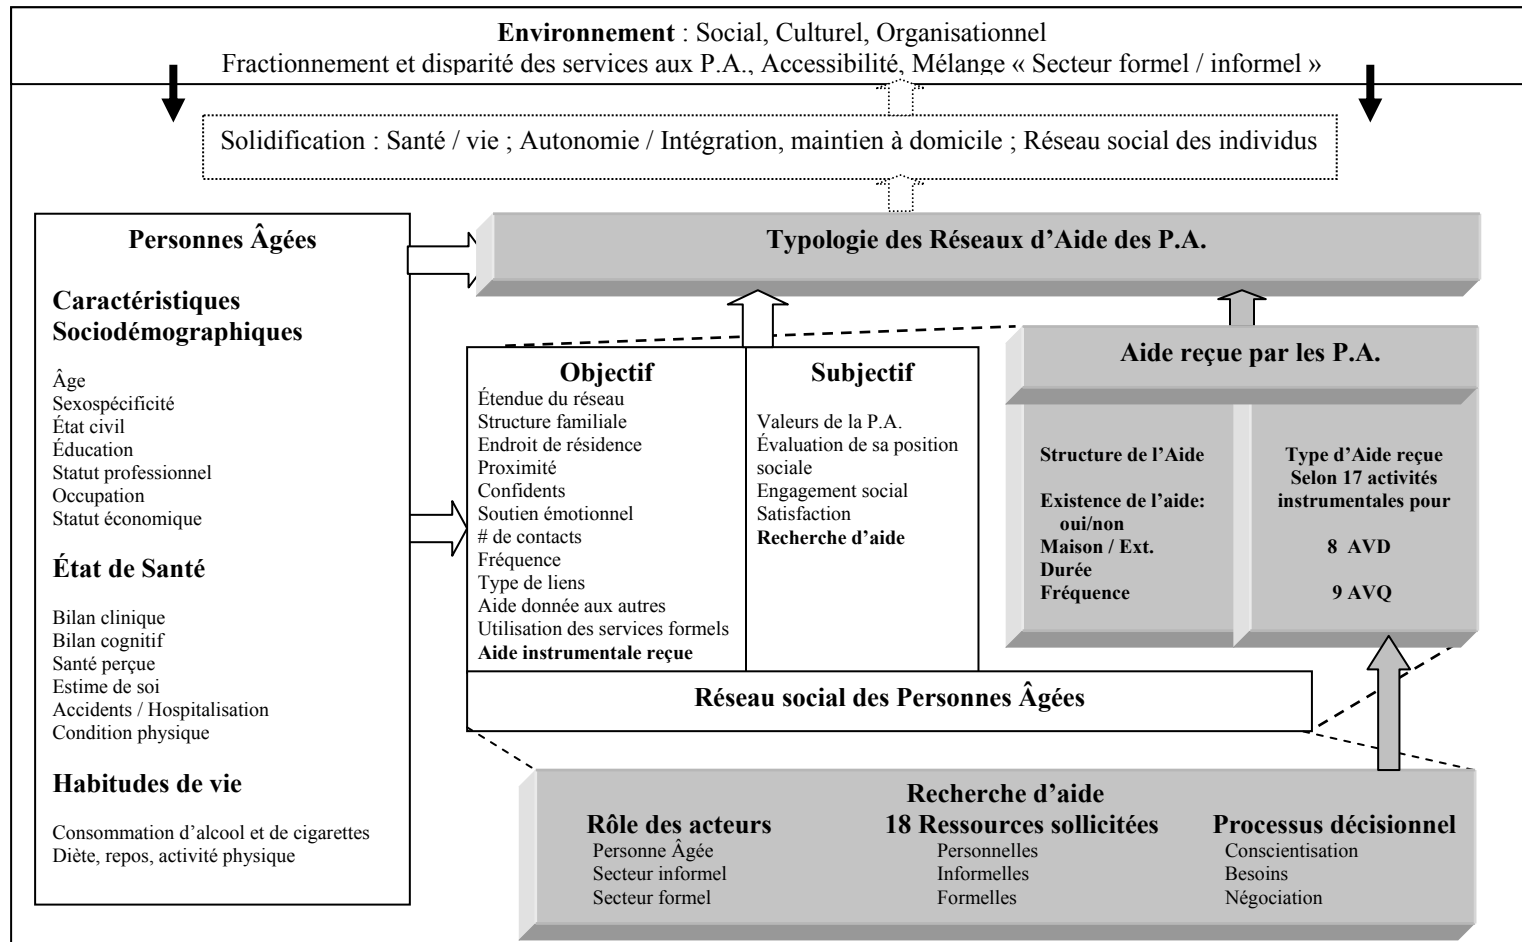 Environnement : Social, Culturel, Organisationnel
Fractionnement et disparité des services aux P.A., Accessibilité, Mélange « Secteur formel / informel »
Solidification : Santé / vie ; Autonomie / Intégration, maintien à domicile ; Réseau social des individus
Personnes Âgées
Caractéristiques
Sociodémographiques
Âge
Sexospécificité
État civil
Éducation
Statut professionnel
Occupation
Statut économique
État de Santé
Bilan clinique
Bilan cognitif
Santé perçue
Estime de soi
Accidents / Hospitalisation
Condition physique
Habitudes de vie
Consommation d’alcool et de cigarettes
Diète, repos, activité physique
Typologie des Réseaux d’Aide des P.A.
Objectif
Étendue du réseau
Structure familiale
Endroit de résidence
Proximité
Confidents
Soutien émotionnel
# de contacts
Fréquence
Type de liens
Aide donnée aux autres
Utilisation des services formels
Aide instrumentale reçue
Subjectif
Valeurs de la P.A.
Évaluation de sa position
sociale
Engagement social
Satisfaction
Recherche d’aide
Réseau social des Personnes Âgées
Aide reçue par les P.A.
Structure de l’Aide
Existence de l’aide:
oui/non
Maison / Ext.
Durée
Fréquence
Type d’Aide reçue
Selon 17 activités
instrumentales pour
8 AVD
9 AVQ
Recherche d’aide
Rôle des acteurs
Personne Âgée
Secteur informel
Secteur formel
18 Ressources sollicitées
Personnelles
Informelles
Formelles
Processus décisionnel
Conscientisation
Besoins
Négociation